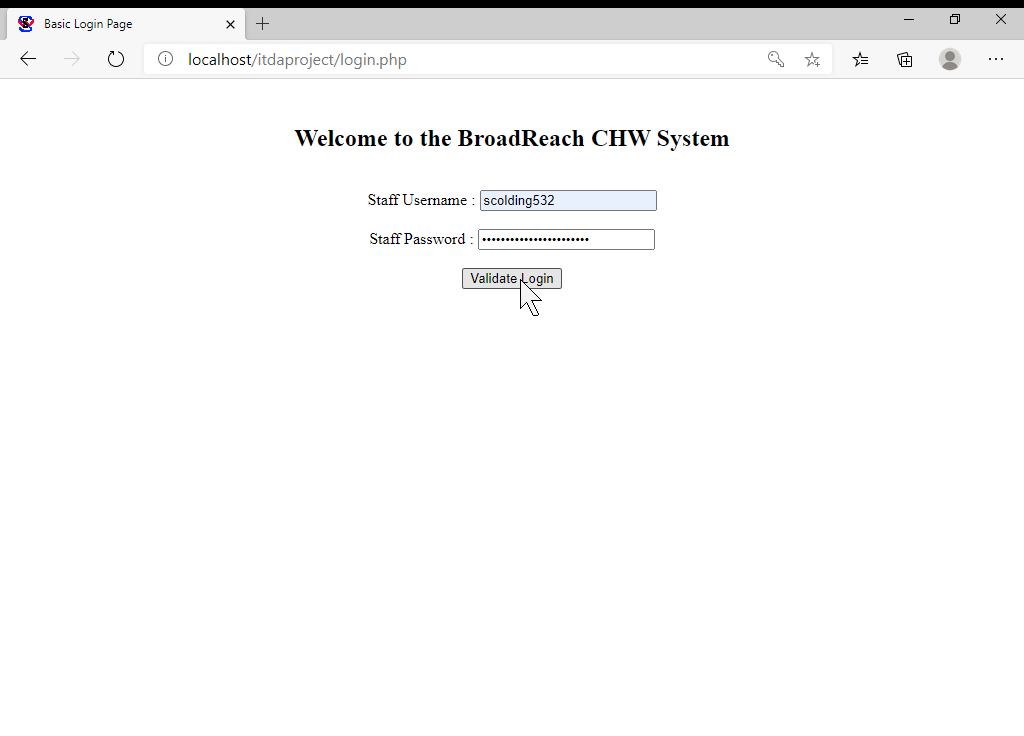 Basic Login Page
localhost/itdaproject/login.php
Welcome to the BroadReach CHW System
Staff Username : scolding532
Staff Password : •••••••••••••••••••••••
Validate Login